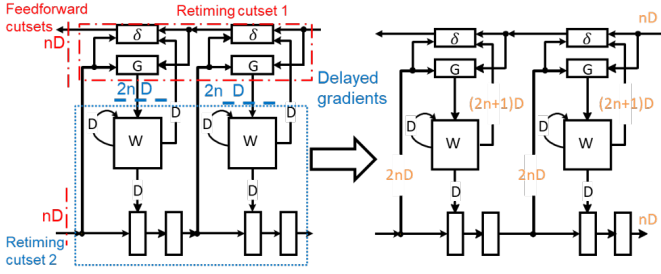 Feedforward
cutsets
Retiming cutset 1
nD
δ
δ
G
G
2n D
2n D
Delayed
gradients
D
W
D
D
W
D
D
D
nD
Retiming
cutset 2
nD
δ
δ
G
G
(2n+1)D
(2n+1)D
D
W
D
W
2nD
D
2nD
D
nD